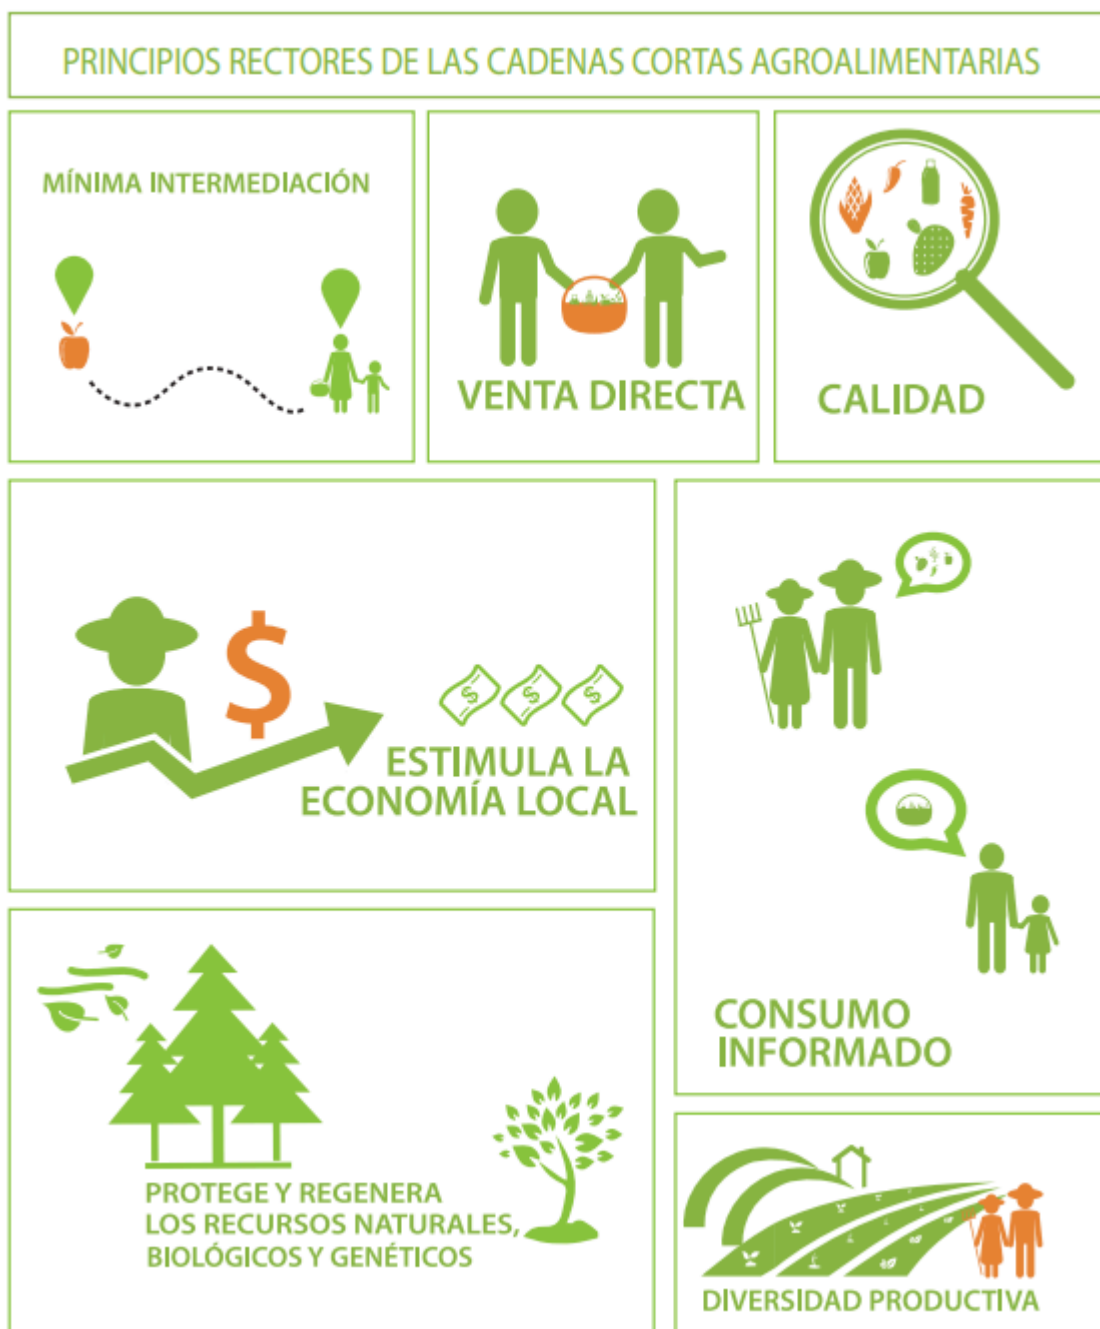 PRINCIPIOS RECTORES DE LAS CADENAS CORTAS AGROALIMENTARIAS
MÍNIMA INTERMEDIACIÓN
VENTA DIRECTA
CALIDAD
$
$ $ $
ESTIMULA LA
ECONOMÍA LOCAL
CONSUMO
INFORMADO
PROTEGE Y REGENERA
LOS RECURSOS NATURALES,
BIOLÓGICOS Y GENÉTICOS
DIVERSIDAD PRODUCTIVA